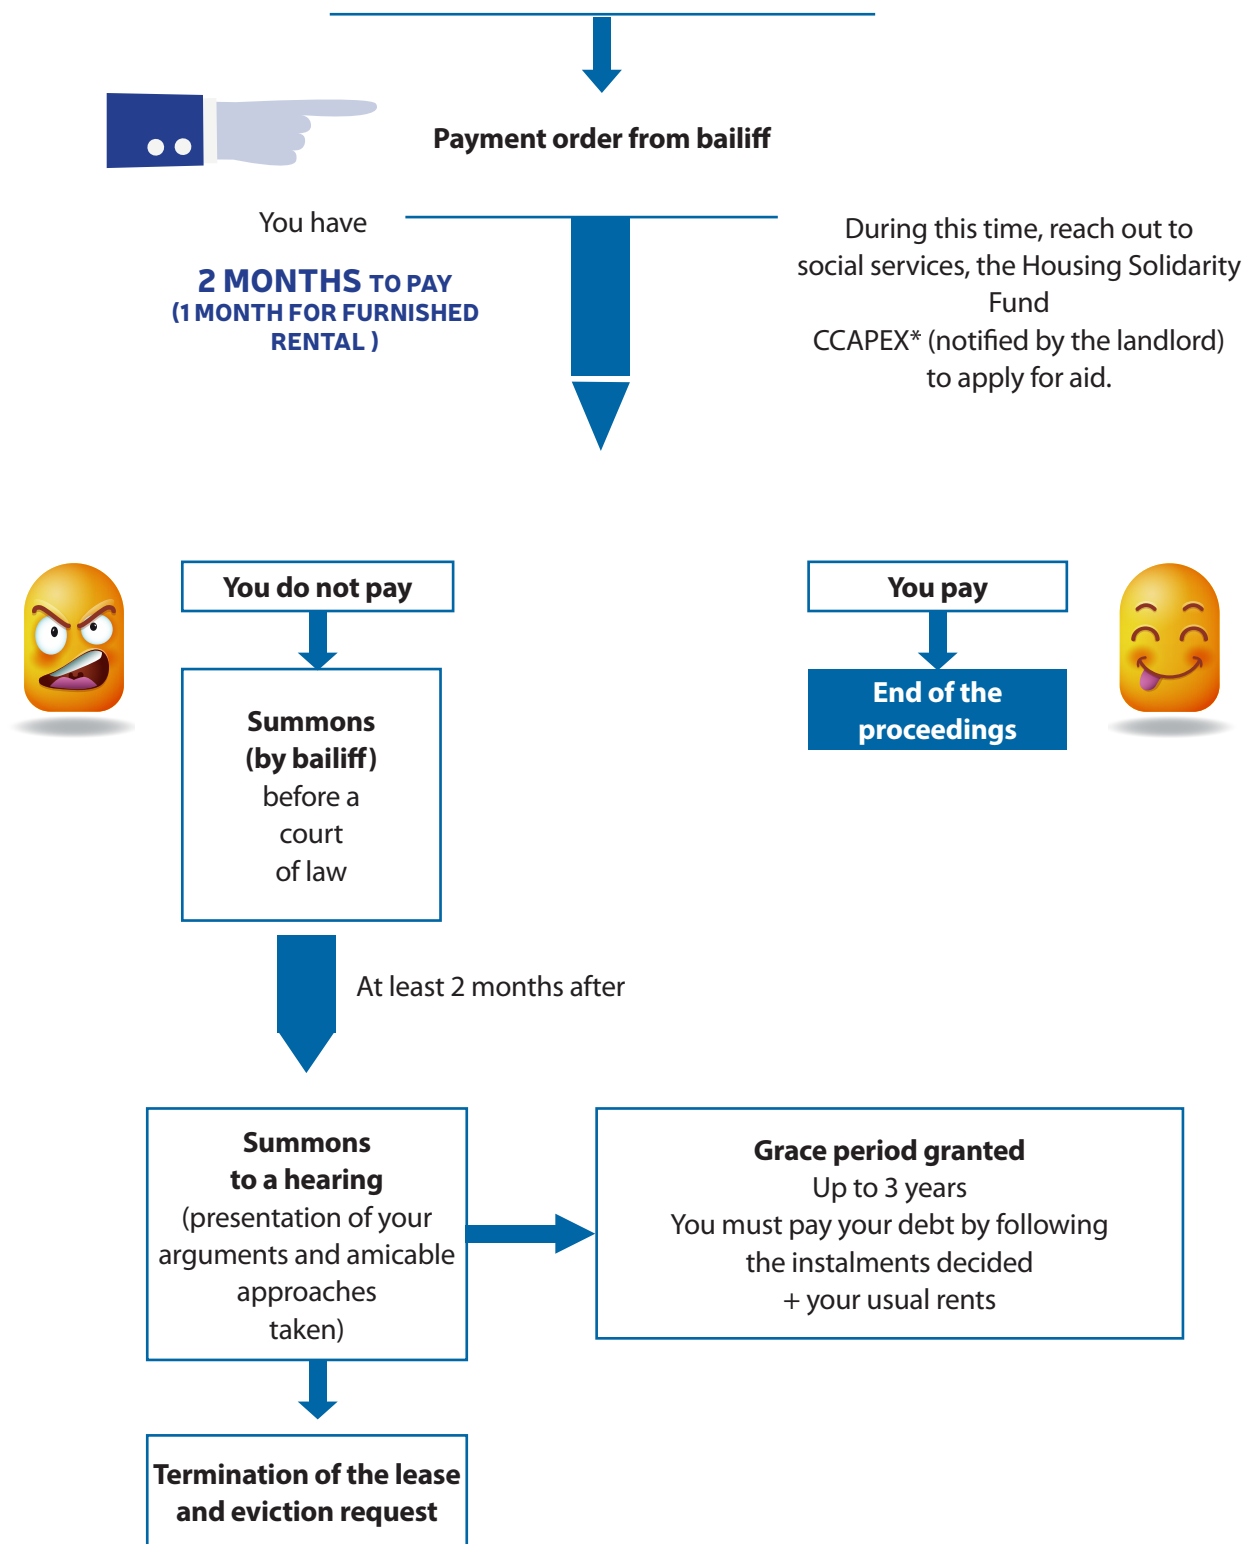 Payment order from bailiff
You have
2 MONTHS TO PAY
(1 MONTH FOR FURNISHED
RENTAL )
During this time, reach out to
social services, the Housing Solidarity
Fund
CCAPEX* (notified by the landlord)
to apply for aid.
You do not pay
You pay
Summons
(by bailiff)
before a
court
of law
End of the
proceedings
At least 2 months after
Summons
to a hearing
(presentation of your
arguments and amicable
approaches
taken)
Grace period granted
Up to 3 years
You must pay your debt by following
the instalments decided
+ your usual rents
Termination of the lease
and eviction request